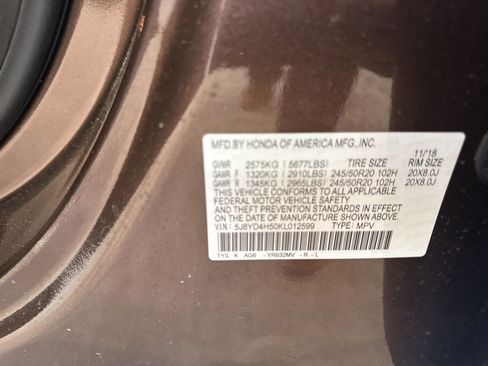 MFD BY HONDA OF AMERICA MFG.,INC.
11/18
GVWR 2575KG (5677LBS) TIRE SIZE RIM SIZE
GAWR F 1320KG (2910LBS) 245/50R20 102H 20X8.0J
GAWR R 1345KG (2965LBS) 245/50R20 102H 20X8.0J
THIS VEHICLE CONFORMS TO ALL APPLICABLE
FEDERAL MOTOR VEHICLE SAFETY
AND THEFT PREVENTION STANDARDS IN EFFECT
ON THE DATE OF MANUFACTURE SHOWN ABOVE.
VIN: 5J8YD4H50KL012599 TYPE: MPV
TYS K AG6 - YR632MV - R - L